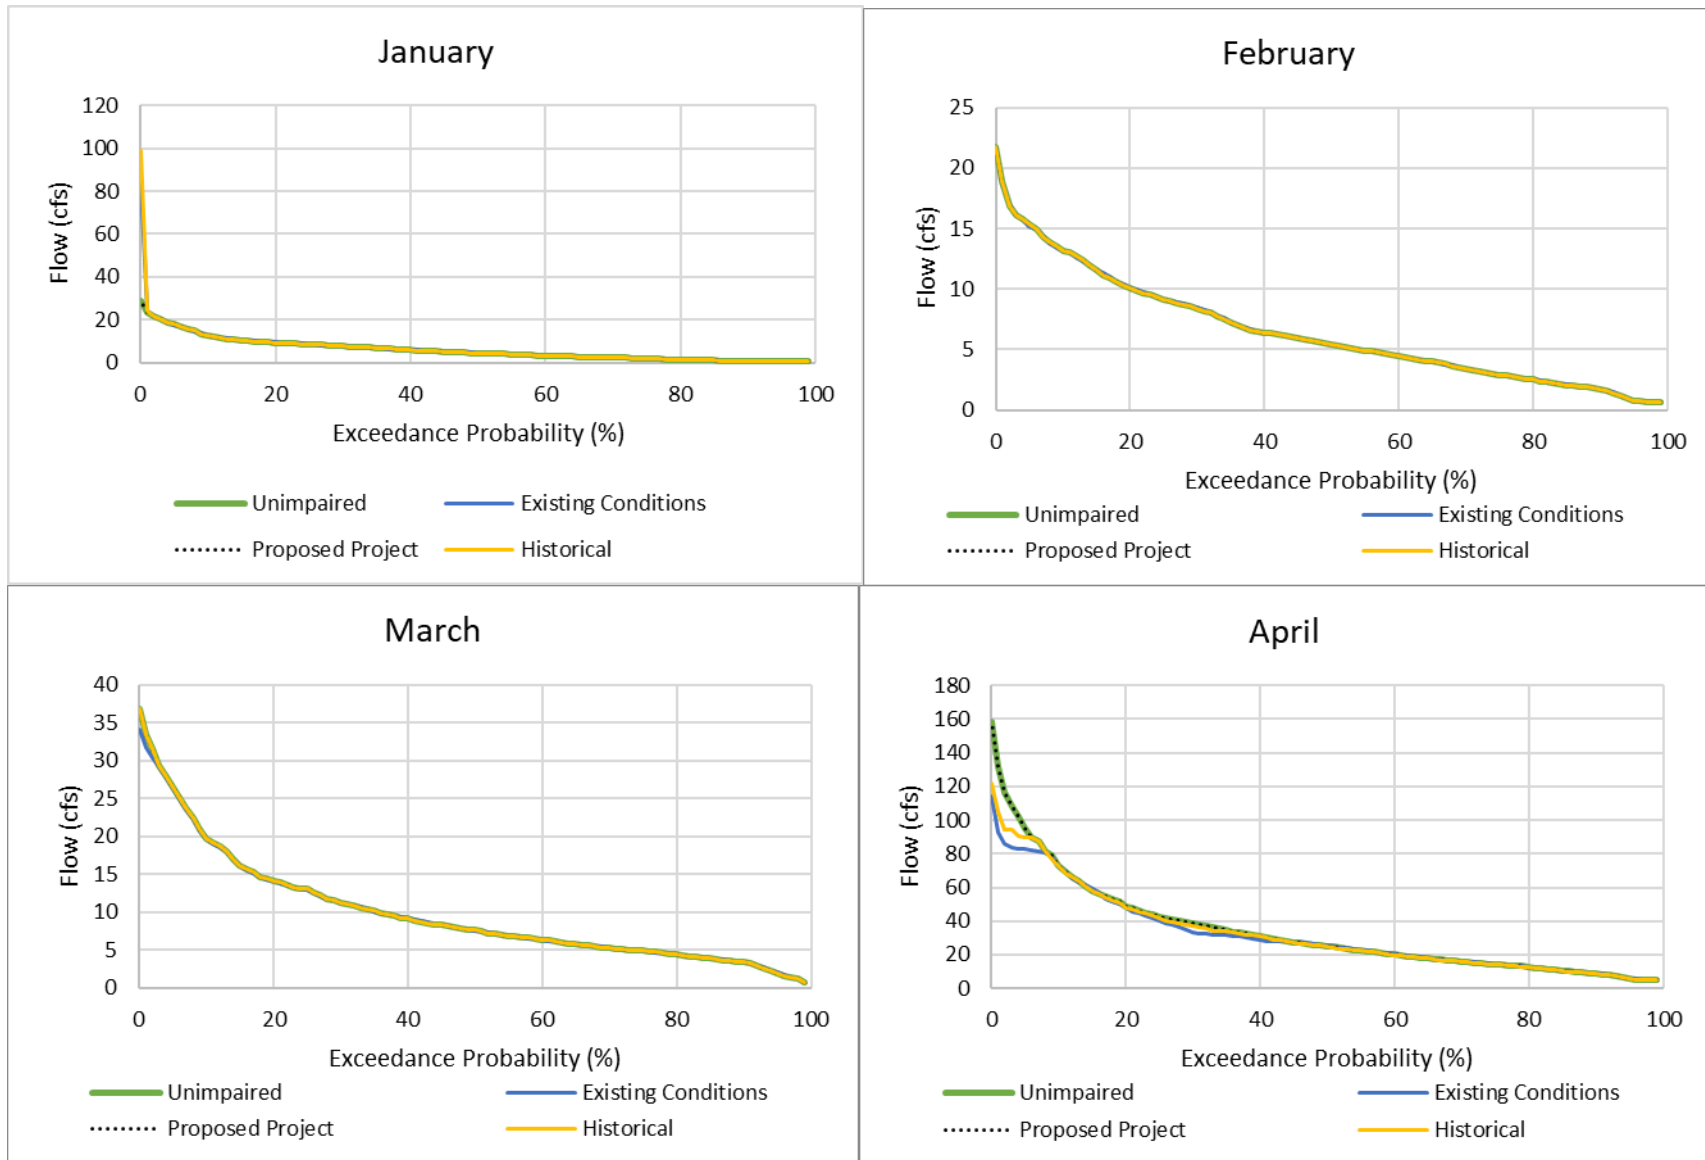 January
120
100
80
60
40
20
0
Flow (cfs)
0 20 40 60 80 100
Exceedance Probability (%)
Unimpaired Existing Conditions
Proposed Project Historical
February
25
20
15
10
5
0
Flow (cfs)
0 20 40 60 80 100
Exceedance Probability (%)
Unimpaired Existing Conditions
Proposed Project Historical
March
40
35
30
25
20
15
10
5
0
Flow (cfs)
0 20 40 60 80 100
Exceedance Probability (%)
Unimpaired Existing Conditions
Proposed Project Historical
April
180
160
140
120
100
80
60
40
20
0
Flow (cfs)
0 20 40 60 80 100
Exceedance Probability (%)
Unimpaired Existing Conditions
Proposed Project Historical